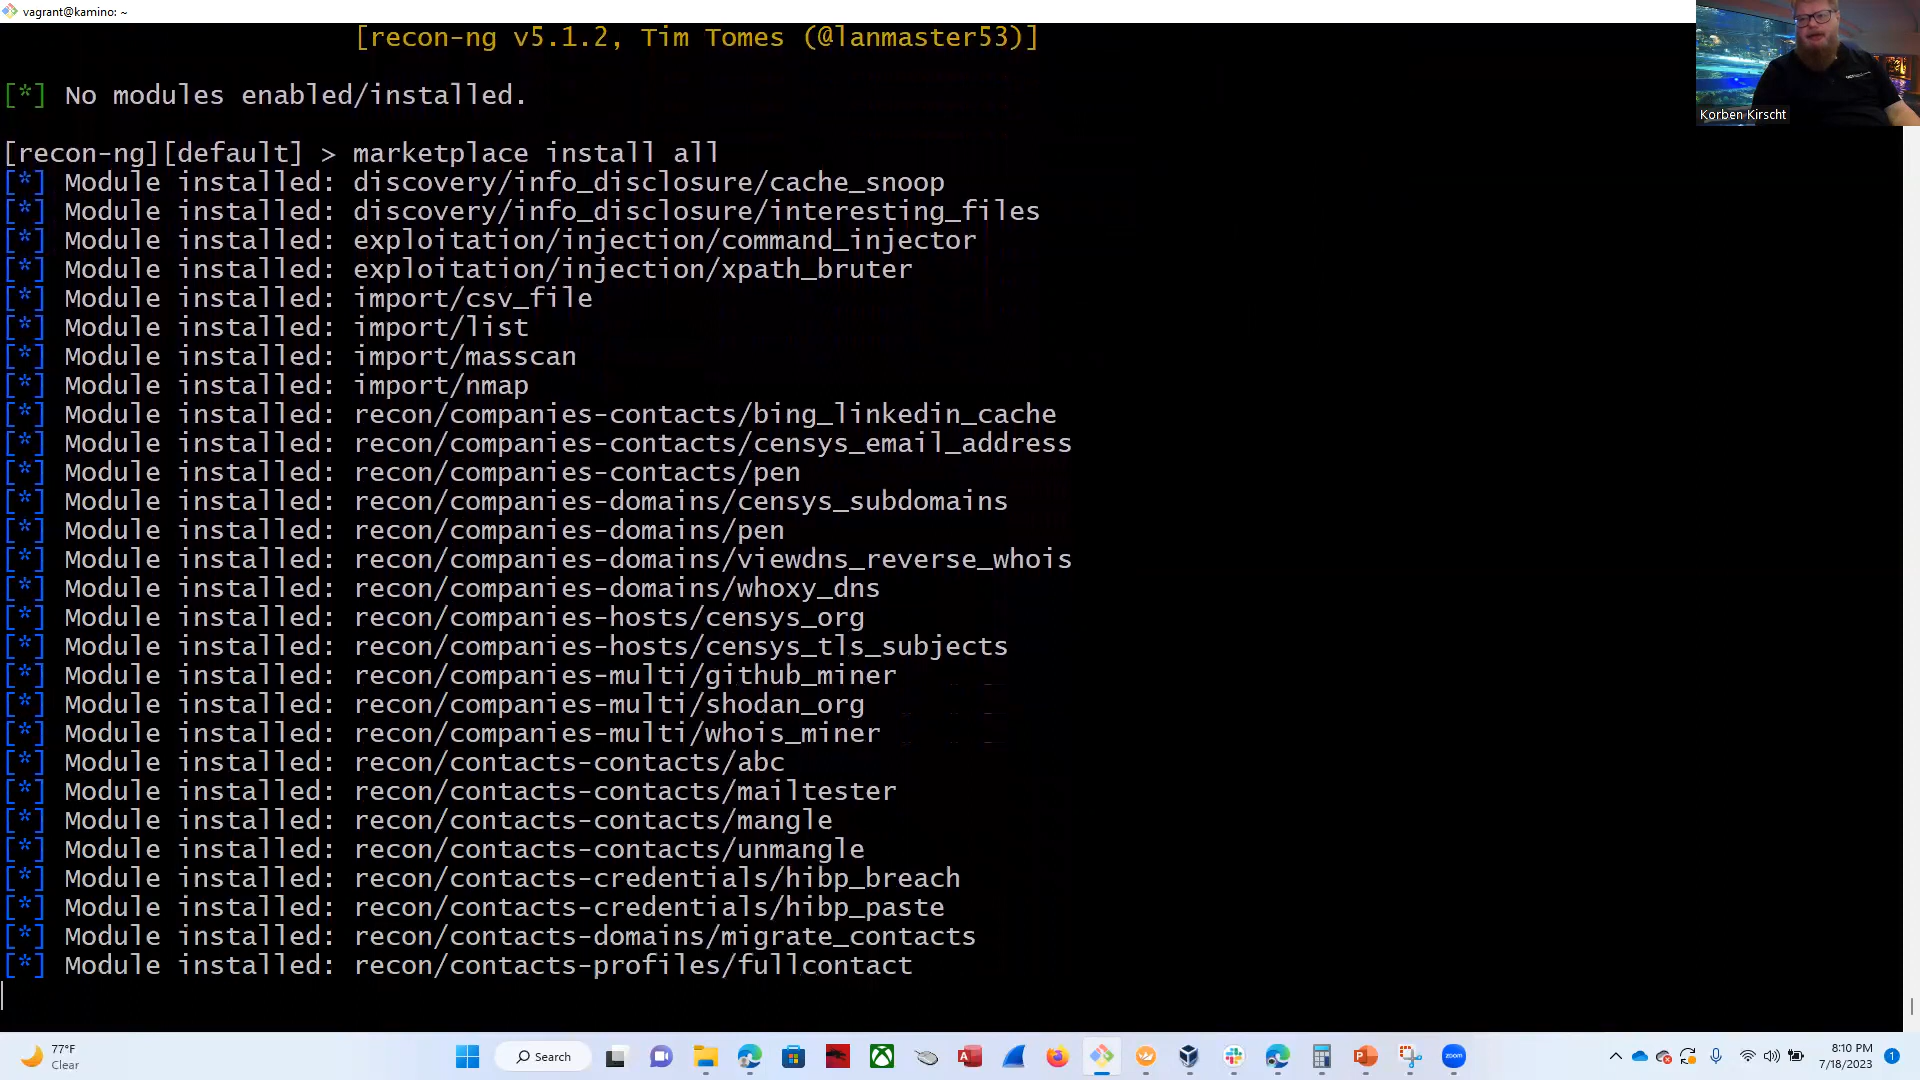 vagrant@kamino: ~
[recon-ng v5.1.2, Tim Tomes (@lanmaster53)]
[*] No modules enabled/installed.
[recon-ng][default] > marketplace install all
[*] Module installed: discovery/info_disclosure/cache_snoop
[*] Module installed: discovery/info_disclosure/interesting_files
[*] Module installed: exploitation/injection/command_injector
[*] Module installed: exploitation/injection/xpath_bruter
[*] Module installed: import/csv_file
[*] Module installed: import/list
[*] Module installed: import/masscan
[*] Module installed: import/nmap
[*] Module installed: recon/companies-contacts/bing_linkedin_cache
[*] Module installed: recon/companies-contacts/censys_email_address
[*] Module installed: recon/companies-contacts/pen
[*] Module installed: recon/companies-domains/censys_subdomains
[*] Module installed: recon/companies-domains/pen
[*] Module installed: recon/companies-domains/viewdns_reverse_whois
[*] Module installed: recon/companies-domains/whoxy_dns
[*] Module installed: recon/companies-hosts/censys_org
[*] Module installed: recon/companies-hosts/censys_tls_subjects
[*] Module installed: recon/companies-multi/github_miner
[*] Module installed: recon/companies-multi/shodan_org
[*] Module installed: recon/companies-multi/whois_miner
[*] Module installed: recon/contacts-contacts/abc
[*] Module installed: recon/contacts-contacts/mailtester
[*] Module installed: recon/contacts-contacts/mangle
[*] Module installed: recon/contacts-contacts/unmangle
[*] Module installed: recon/contacts-credentials/hibp_breach
[*] Module installed: recon/contacts-credentials/hibp_paste
[*] Module installed: recon/contacts-domains/migrate_contacts
[*] Module installed: recon/contacts-profiles/fullcontact
Korben Kirscht
77°F
Clear
Search
zoom
8:10 PM
7/18/2023
1